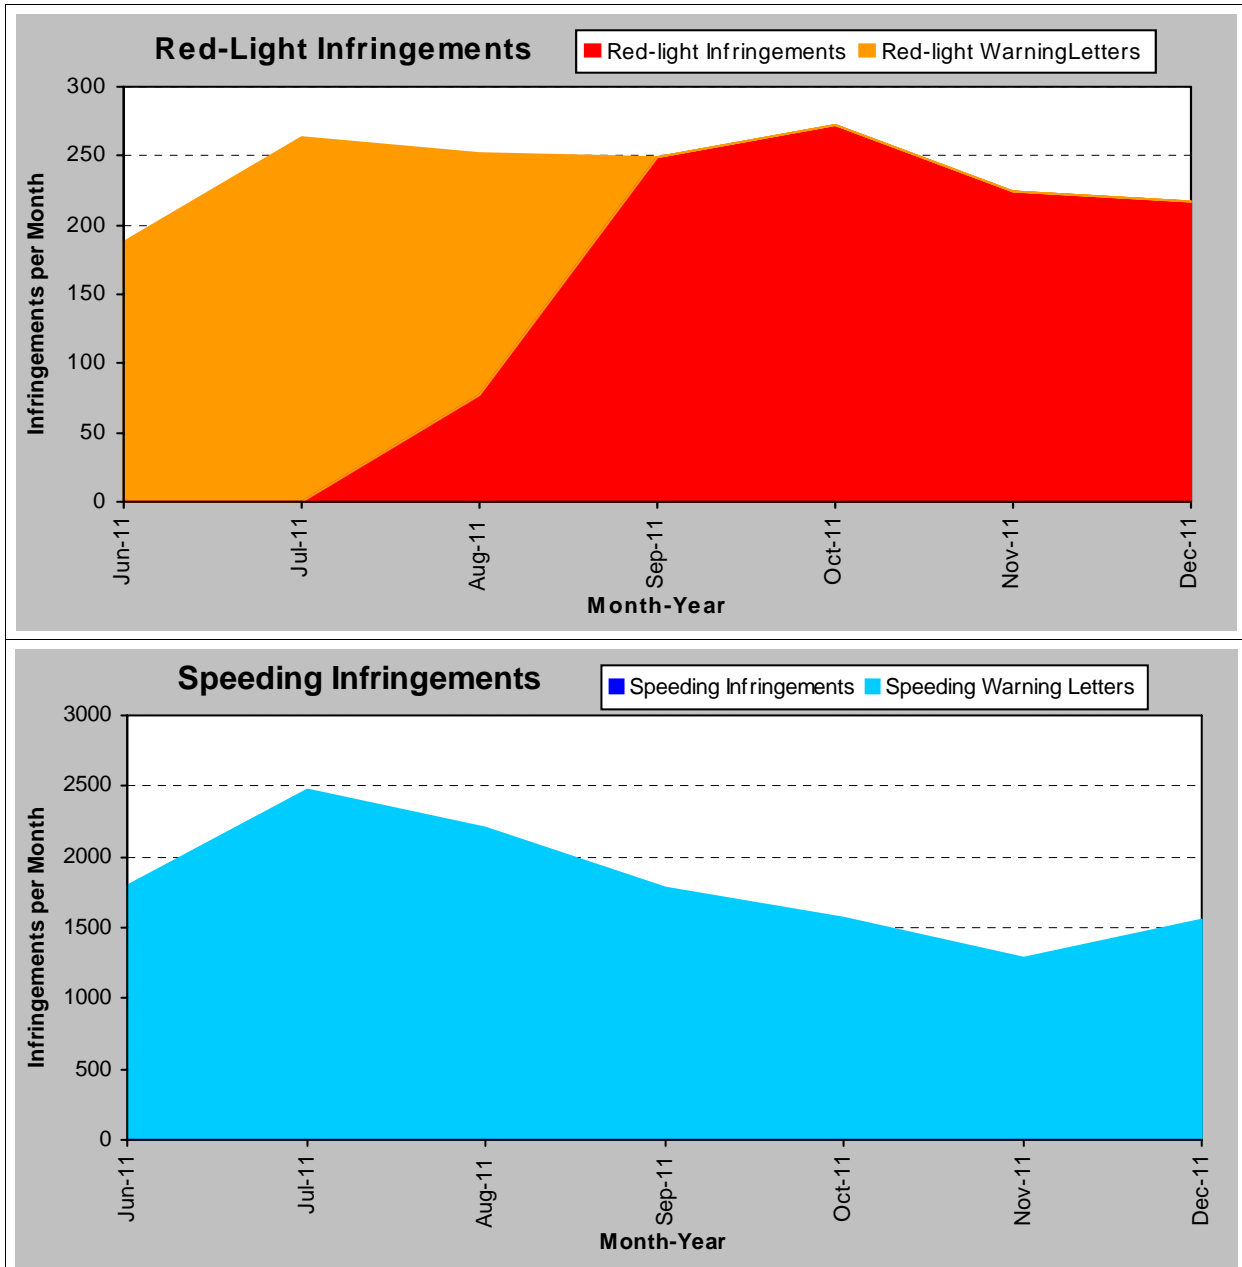 Red-Light Infringements
Red-light Infringements Red-light WarningLetters
Infringements per Month
300
250
200
150
100
50
0
Jun-11
Jul-11
Aug-11
Sep-11
Oct-11
Nov-11
Dec-11
Month-Year
Speeding Infringements
Speeding Infringements Speeding Warning Letters
Infringements per Month
3000
2500
2000
1500
1000
500
0
Jun-11
Jul-11
Aug-11
Sep-11
Oct-11
Nov-11
Dec-11
Month-Year